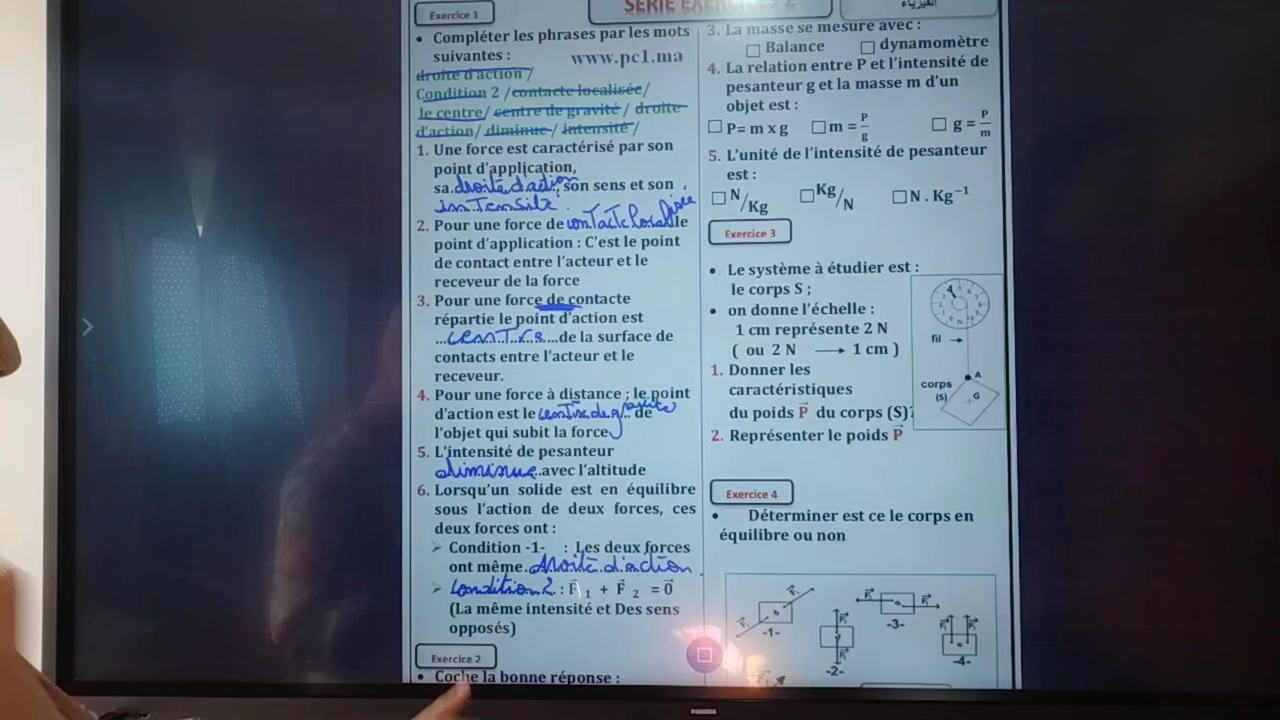 SERIE EXERCICES 2
الفيزياء
Exercice 1
• Compléter les phrases par les mots
suivantes : www.pc1.ma
droite d'action /
Condition 2 / contacte localisée/
le centre/ centre de gravité / droite
d'action/ diminue / intensité /
1. Une force est caractérisé par son
point d'application,
sa.droite d'action, son sens et son
intensité
2. Pour une force de contacte localisée le
point d'application : C'est le point
de contact entre l'acteur et le
receveur de la force
3. Pour une force de contacte
répartie le point d'action est
...centre...de la surface de
contacts entre l'acteur et le
receveur.
4. Pour une force à distance ; le point
d'action est le centre de gravité.. de
l'objet qui subit la force
5. L'intensité de pesanteur
diminue..avec l'altitude
6. Lorsqu'un solide est en équilibre
sous l'action de deux forces, ces
deux forces ont :
➢ Condition -1- : Les deux forces
ont même.droite.d'action
➢ Condition 2.: F⃗ 1 + F⃗ 2 = 0⃗
(La même intensité et Des sens
opposés)
Exercice 2
• Coche la bonne réponse :
3. La masse se mesure avec :
☐ Balance ☐ dynamomètre
4. La relation entre P et l'intensité de
pesanteur g et la masse m d'un
objet est :
☐ P= m x g ☐ m = P/g ☐ g = P/m
5. L'unité de l'intensité de pesanteur
est :
☐ N/Kg ☐ Kg/N ☐ N . Kg⁻¹
Exercice 3
• Le système à étudier est :
le corps S ;
• on donne l'échelle :
1 cm représente 2 N
( ou 2 N ⟶ 1 cm )
1. Donner les
caractéristiques
du poids P⃗ du corps (S)?
2. Représenter le poids P⃗
fil
A
corps
(S)
G
Exercice 4
• Déterminer est ce le corps en
équilibre ou non
-1-
-2-
-3-
-4-